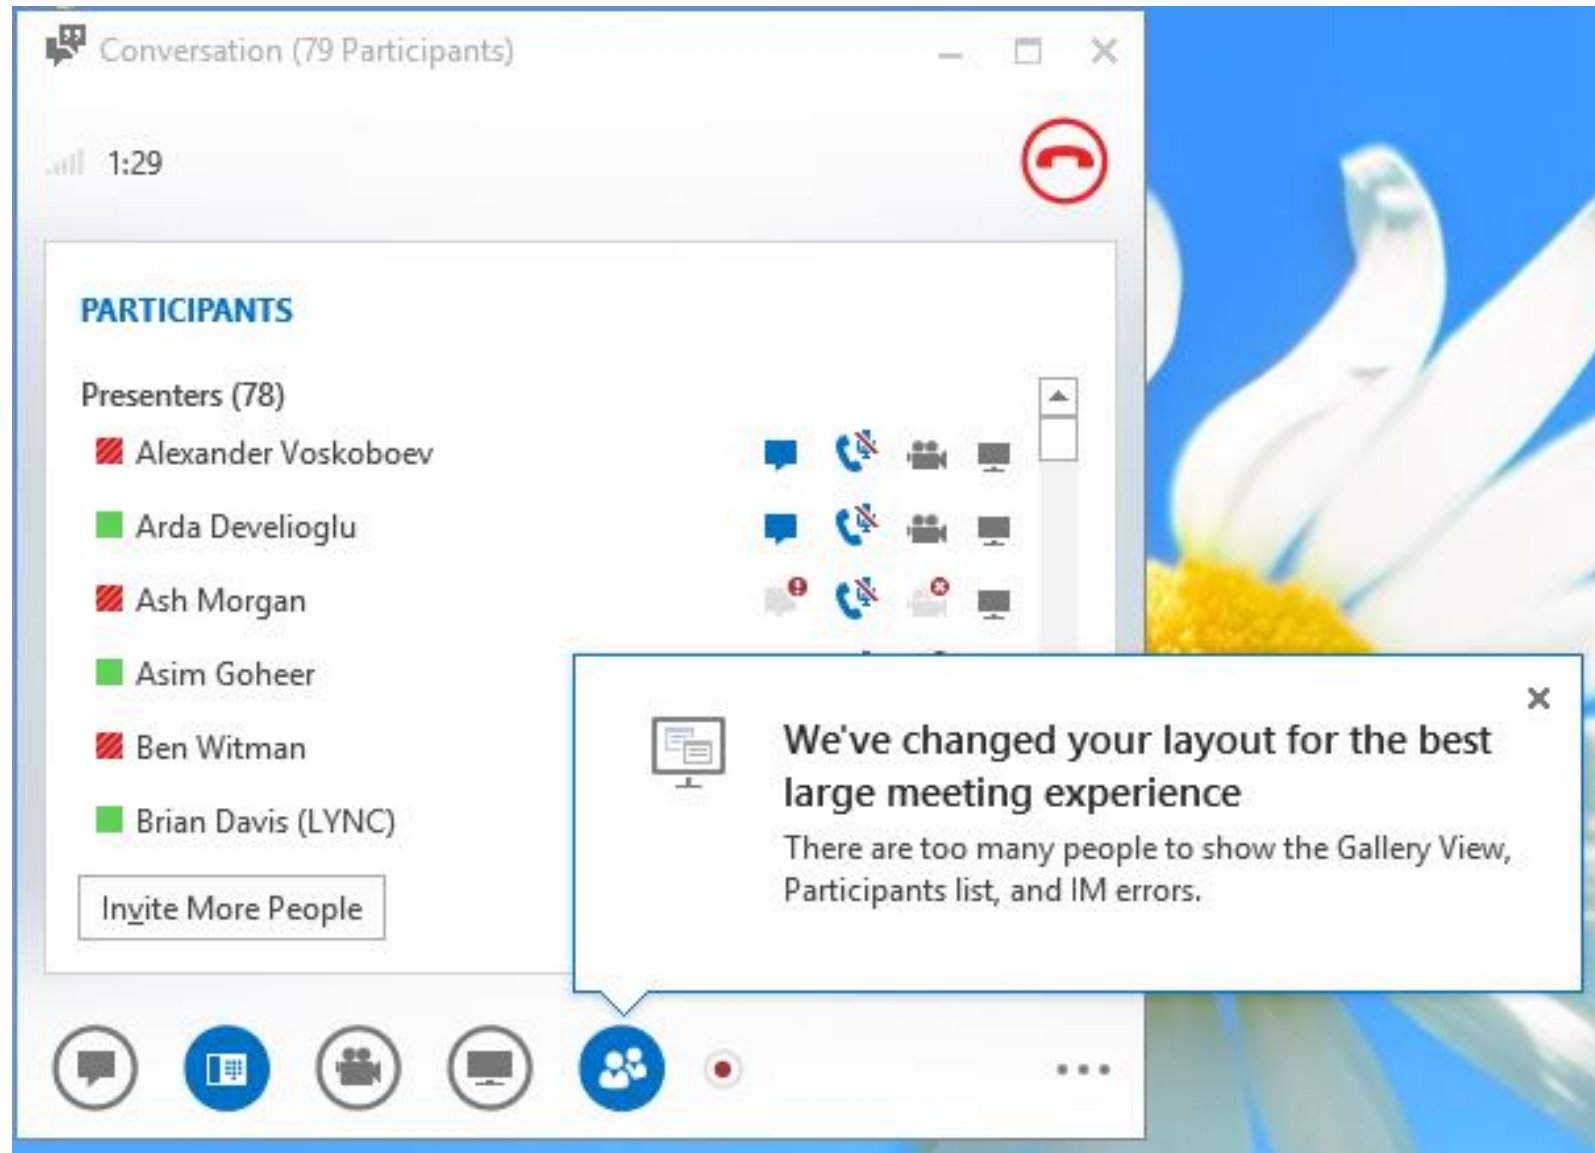 Conversation (79 Participants)
1:29
PARTICIPANTS
Presenters (78)
Alexander Voskoboev
Arda Develioglu
Ash Morgan
Asim Goheer
Ben Witman
Brian Davis (LYNC)
Invite More People
We've changed your layout for the best
large meeting experience
There are too many people to show the Gallery View,
Participants list, and IM errors.